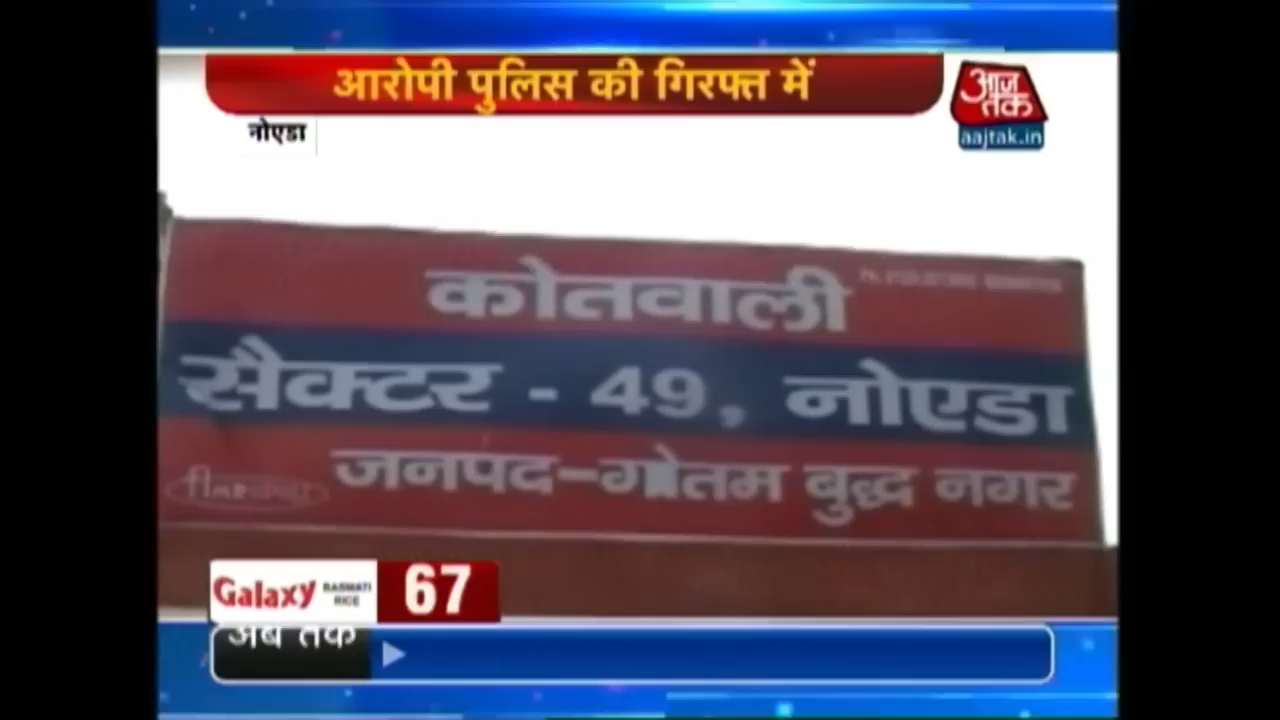 आरोपी पुलिस की गिरफ्त में
आज तक
aajtak.in
नोएडा
कोतवाली
सैक्टर - 49, नोएडा
जनपद-गोतम बुद्ध नगर
Galaxy BASMATI RICE
67
अब तक